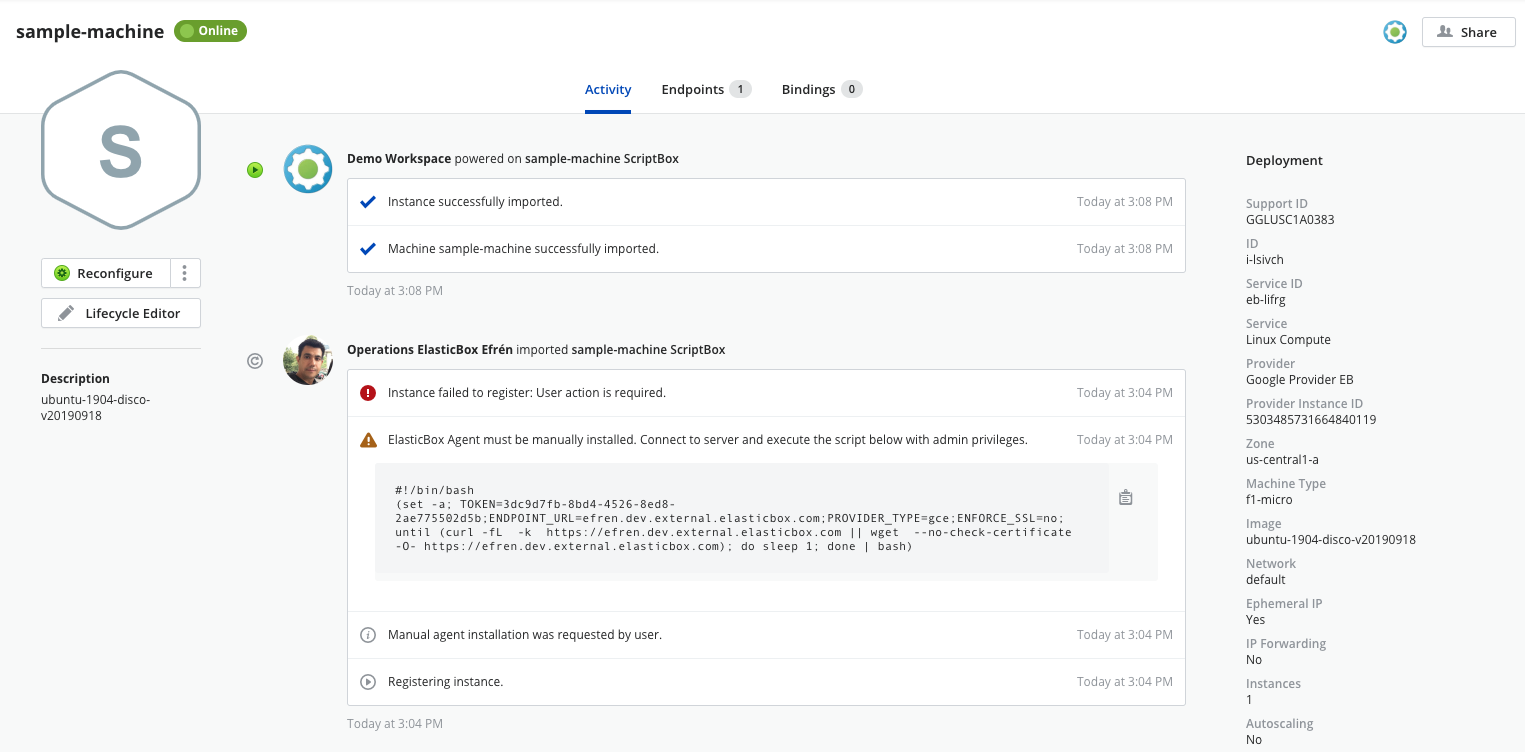 sample-machine
Online
Share
Activity
Endpoints 1
Bindings 0
S
Reconfigure
Lifecycle Editor
Description
ubuntu-1904-disco-
v20190918
Demo Workspace powered on sample-machine ScriptBox
Instance successfully imported. Today at 3:08 PM
Machine sample-machine successfully imported. Today at 3:08 PM
Today at 3:08 PM
Operations ElasticBox Efrén imported sample-machine ScriptBox
Instance failed to register: User action is required. Today at 3:04 PM
ElasticBox Agent must be manually installed. Connect to server and execute the script below with admin privileges. Today at 3:04 PM
#!/bin/bash
(set -a; TOKEN=3dc9d7fb-8bd4-4526-8ed8-
2ae775502d5b;ENDPOINT_URL=efren.dev.external.elasticbox.com;PROVIDER_TYPE=gce;ENFORCE_SSL=no;
until (curl -fL  -k  https://efren.dev.external.elasticbox.com || wget  --no-check-certificate
-O- https://efren.dev.external.elasticbox.com); do sleep 1; done | bash)
Manual agent installation was requested by user. Today at 3:04 PM
Registering instance. Today at 3:04 PM
Today at 3:04 PM
Deployment
Support ID
GGLUSC1A0383
ID
i-lsivch
Service ID
eb-lifrg
Service
Linux Compute
Provider
Google Provider EB
Provider Instance ID
5303485731664840119
Zone
us-central1-a
Machine Type
f1-micro
Image
ubuntu-1904-disco-v20190918
Network
default
Ephemeral IP
Yes
IP Forwarding
No
Instances
1
Autoscaling
No